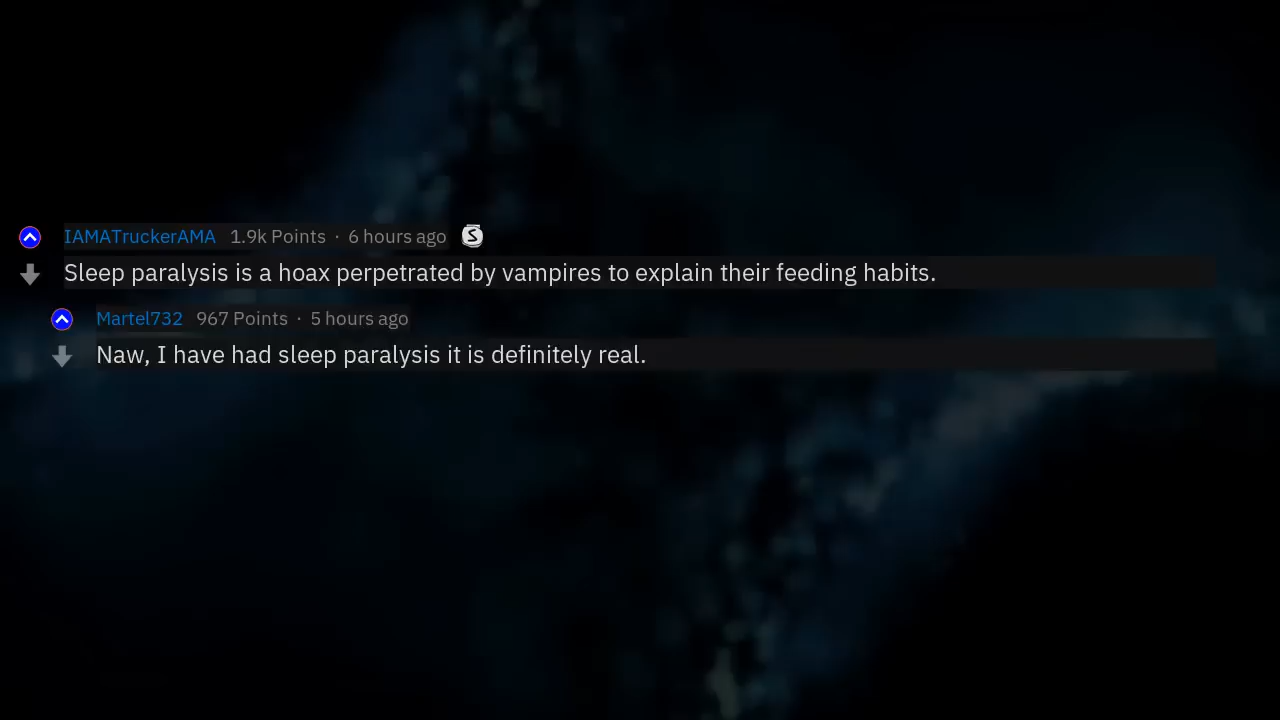 IAMATruckerAMA 1.9k Points · 6 hours ago S
Sleep paralysis is a hoax perpetrated by vampires to explain their feeding habits.
Martel732 967 Points · 5 hours ago
Naw, I have had sleep paralysis it is definitely real.